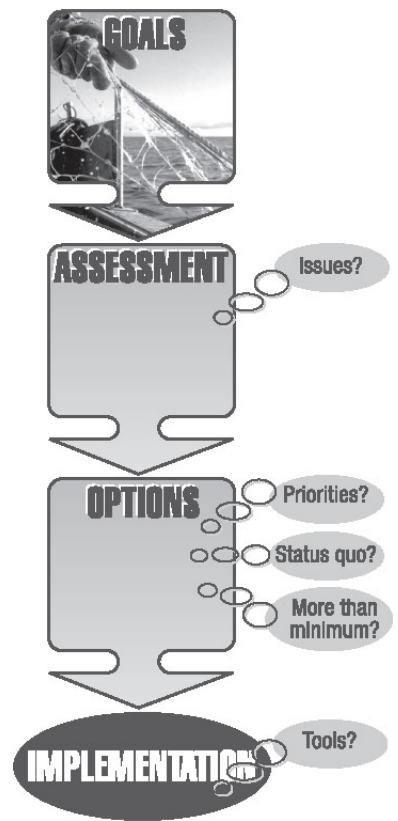 GOALS
ASSESSMENT
Issues?
OPTIONS
Priorities?
Status quo?
More than
minimum?
IMPLEMENTATION
Tools?